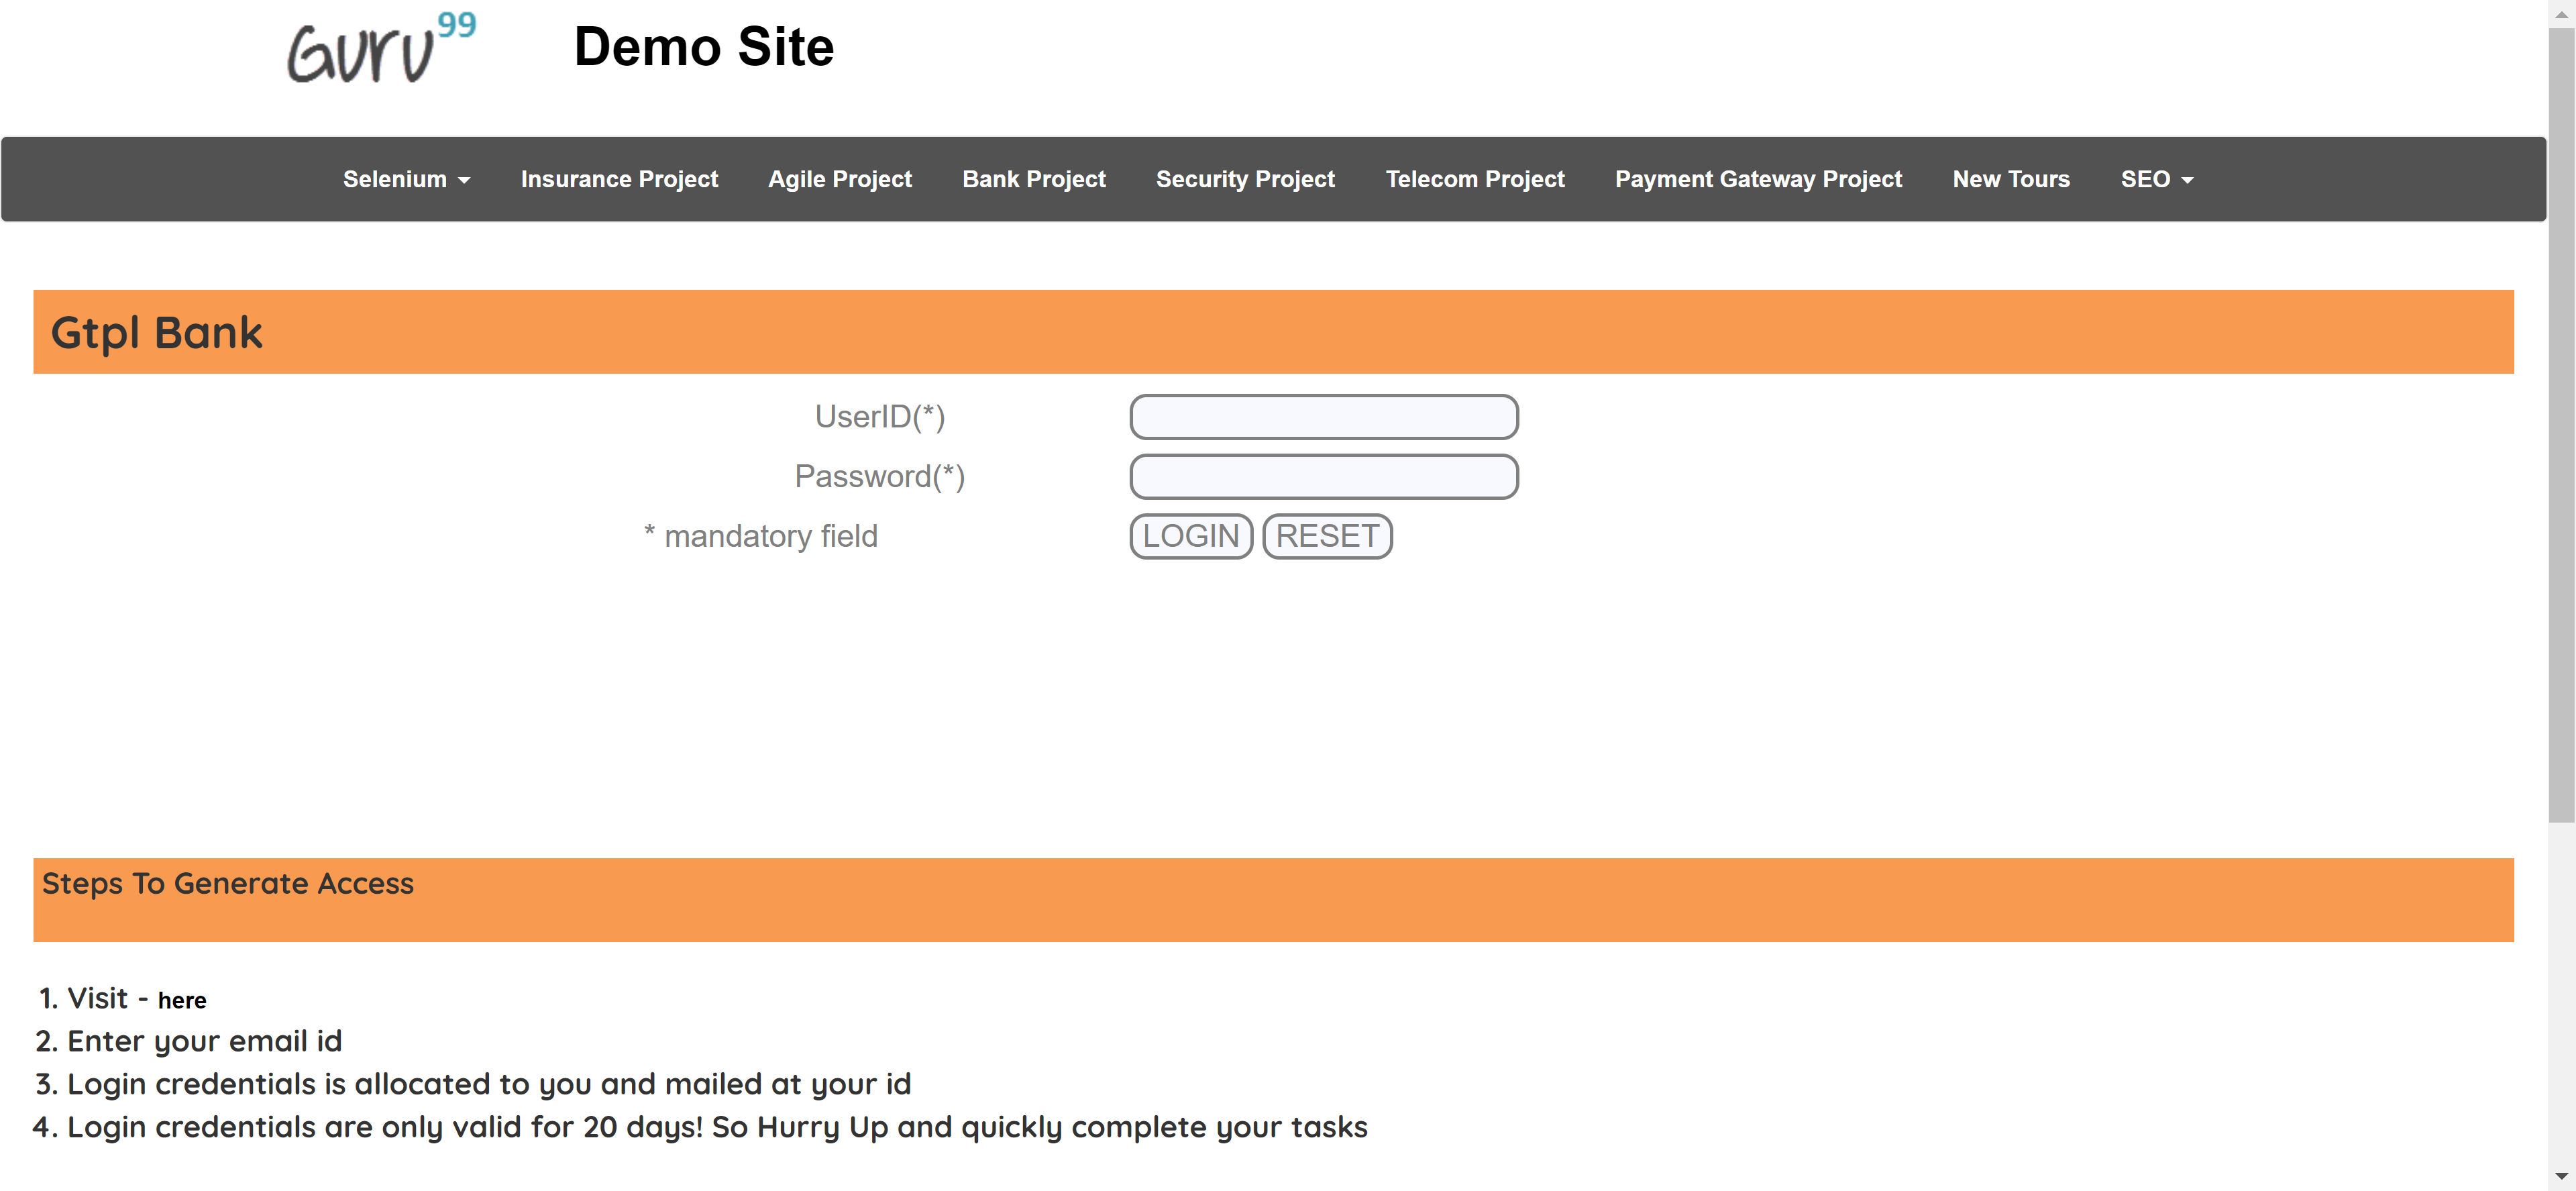 Guru99 Demo Site
Selenium Insurance Project Agile Project Bank Project Security Project Telecom Project Payment Gateway Project New Tours SEO
Gtpl Bank
UserID(*)
Password(*)
* mandatory field LOGIN RESET
Steps To Generate Access
1. Visit - here
2. Enter your email id
3. Login credentials is allocated to you and mailed at your id
4. Login credentials are only valid for 20 days! So Hurry Up and quickly complete your tasks